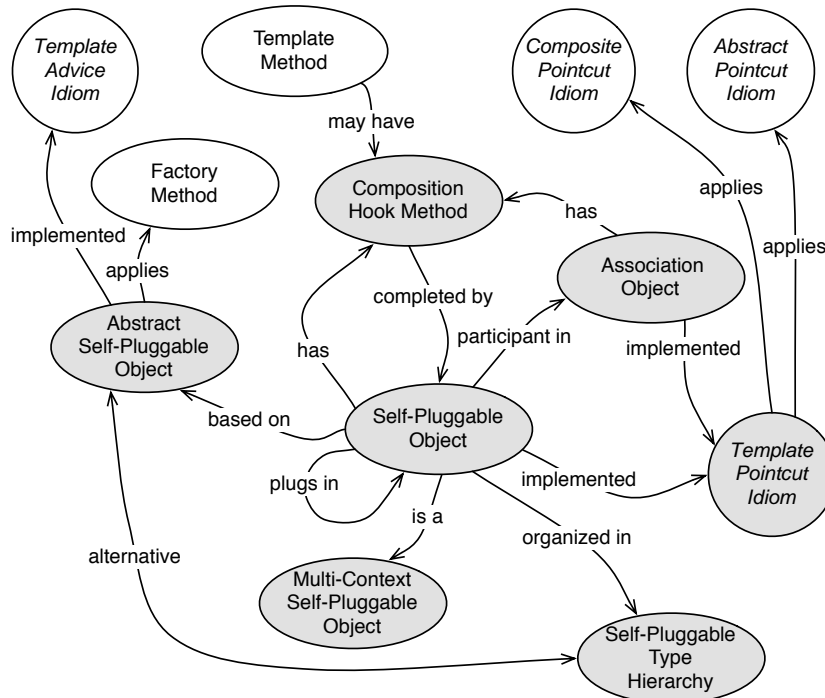 Template
Advice
Idiom
Template
Method
Composite
Pointcut
Idiom
Abstract
Pointcut
Idiom
may have
Factory
Method
Composition
Hook Method
applies
has
implemented
applies
applies
Association
Object
completed by
Abstract
Self-Pluggable
Object
has
participant in
implemented
based on
Self-Pluggable
Object
Template
Pointcut
Idiom
plugs in
implemented
is a
organized in
alternative
Multi-Context
Self-Pluggable
Object
Self-Pluggable
Type
Hierarchy